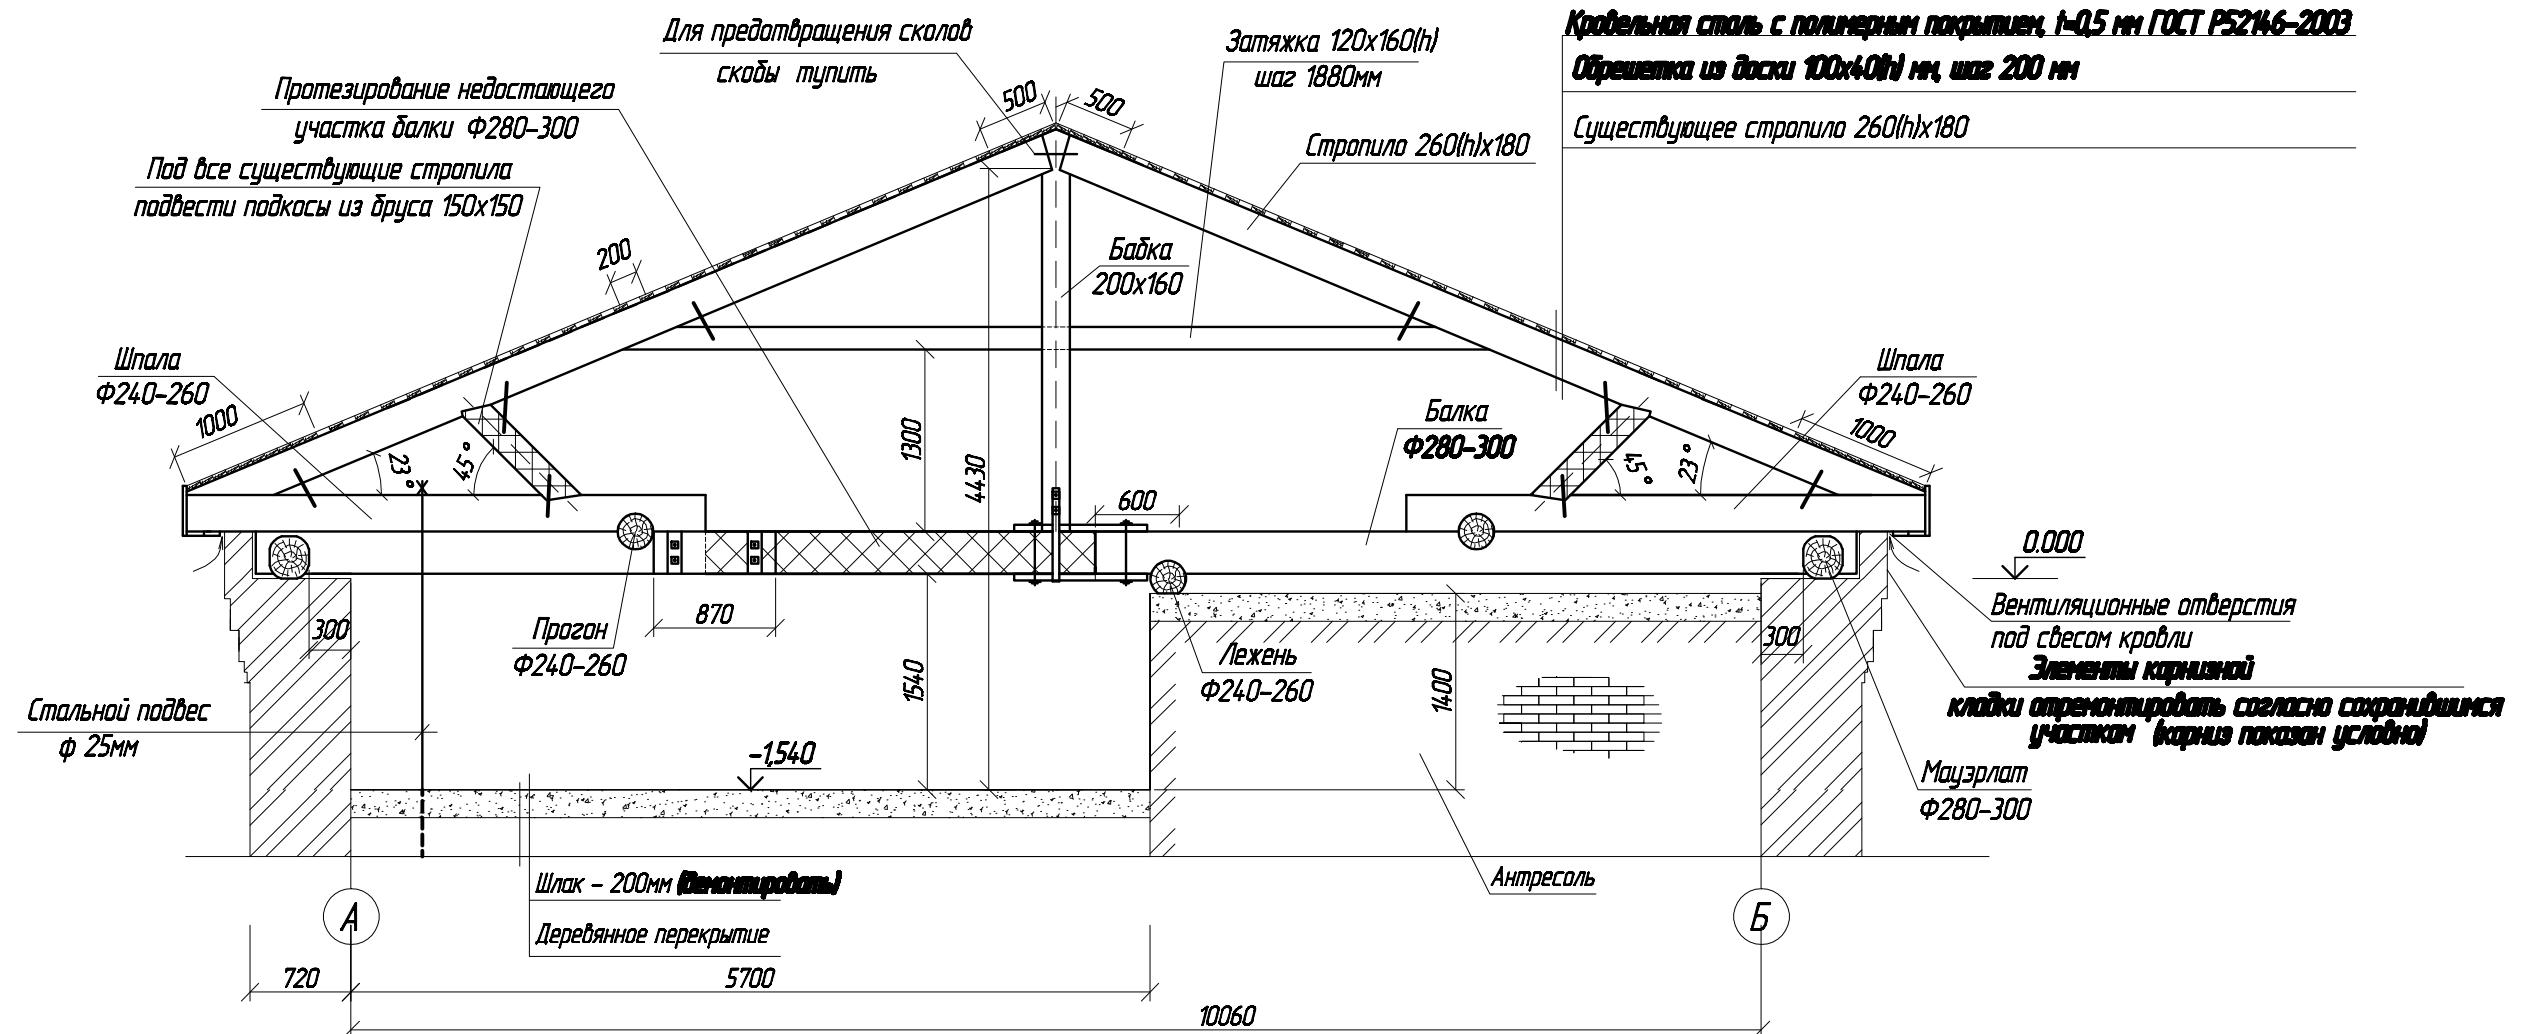 Для предотвращения сколов
скобы тупить
Затяжка 120х160(h)
шаг 1880мм
Кровельная сталь с полимерным покрытием, t=0,5 мм ГОСТ Р52146-2003
Обрешетка из доски 100х40(h) мм, шаг 200 мм
Существующее стропило 260(h)х180
Протезирование недостающего
участка балки Ф280-300
Под все существующие стропила
подвести подкосы из бруса 150х150
500
500
Стропило 260(h)х180
200
Бабка
200х160
Шпала
Ф240-260
1000
Шпала
Ф240-260
1000
Балка
Ф280-300
23°
45°
1300
4430
45°
23°
600
0.000
Вентиляционные отверстия
под свесом кровли
Элементы карнизной
кладки отремонтировать согласно сохранившимся
участкам (карниз показан условно)
300
Прогон
Ф240-260
870
1540
Лежень
Ф240-260
1400
300
Стальной подвес
ф 25мм
-1,540
Мауэрлат
Ф280-300
Шлак - 200мм (демонтировать)
Деревянное перекрытие
Антресоль
А
Б
720
5700
10060